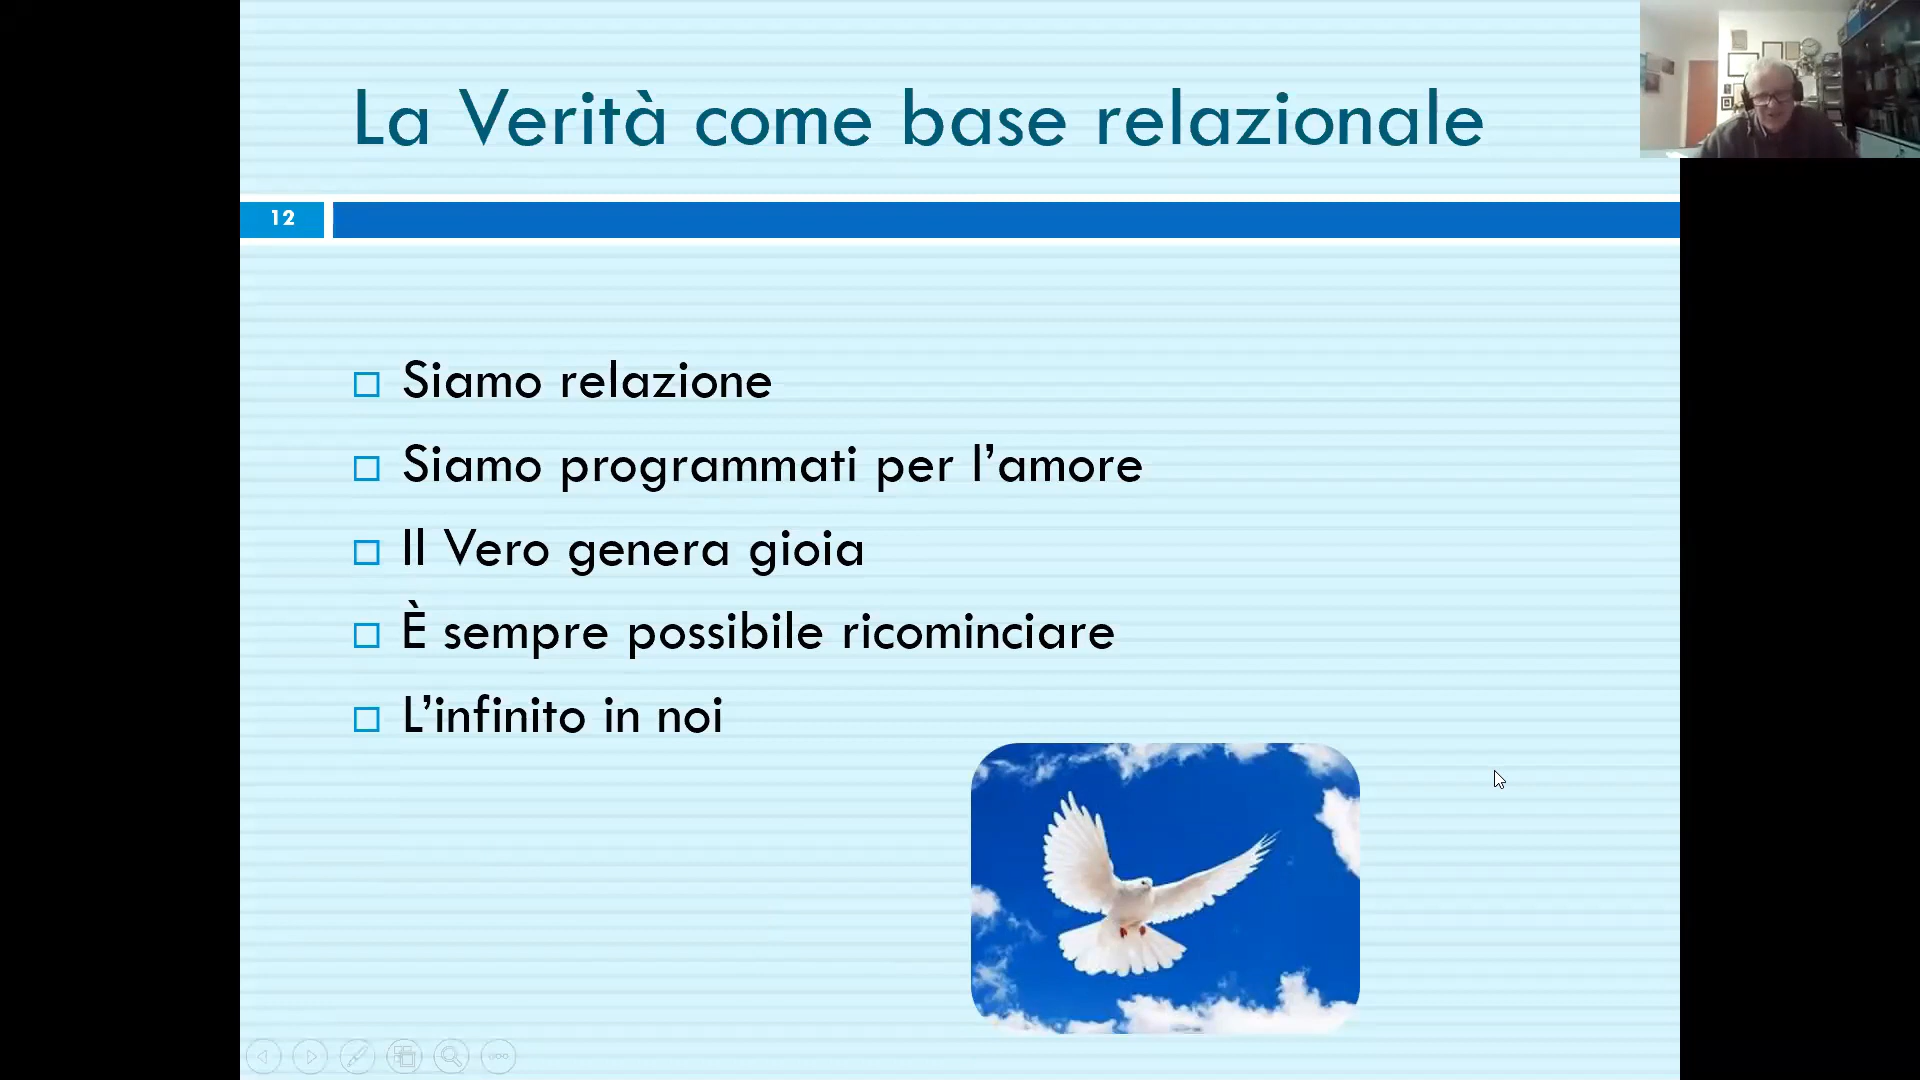 La Verità come base relazionale
12
Siamo relazione
Siamo programmati per l’amore
Il Vero genera gioia
È sempre possibile ricominciare
L’infinito in noi